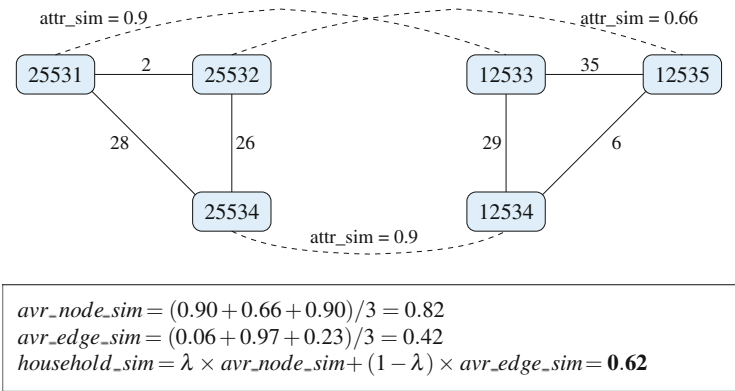 attr_sim = 0.9
attr_sim = 0.66
25531
2
25532
12533
35
12535
28
26
29
6
25534
12534
attr_sim = 0.9
avr_node_sim = (0.90+0.66+0.90)/3 = 0.82
avr_edge_sim = (0.06+0.97+0.23)/3 = 0.42
household_sim = λ × avr_node_sim + (1−λ) × avr_edge_sim = 0.62